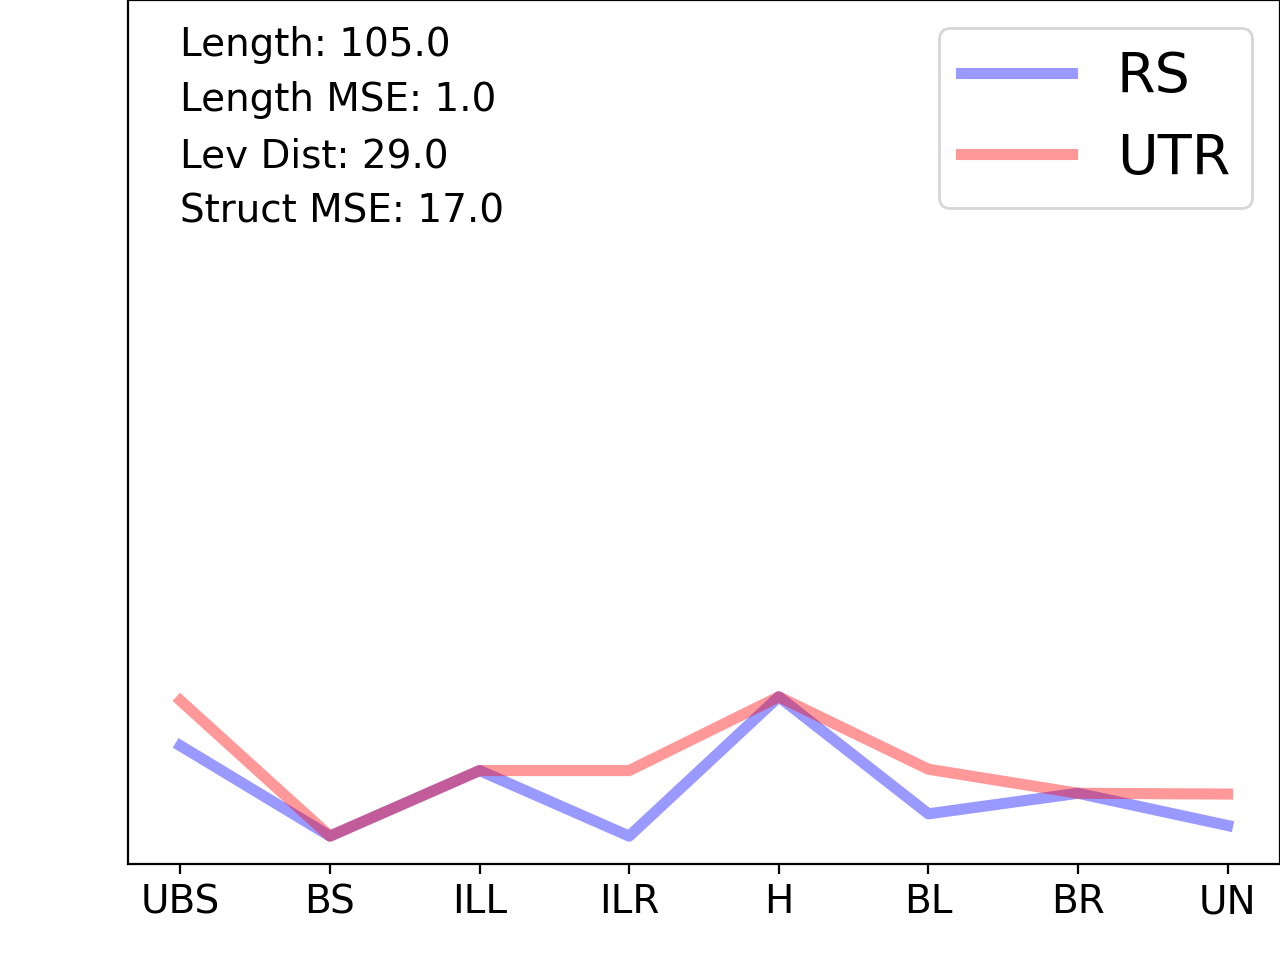 Length: 105.0
Length MSE: 1.0
Lev Dist: 29.0
Struct MSE: 17.0
RS
UTR
UBS BS ILL ILR H BL BR UN